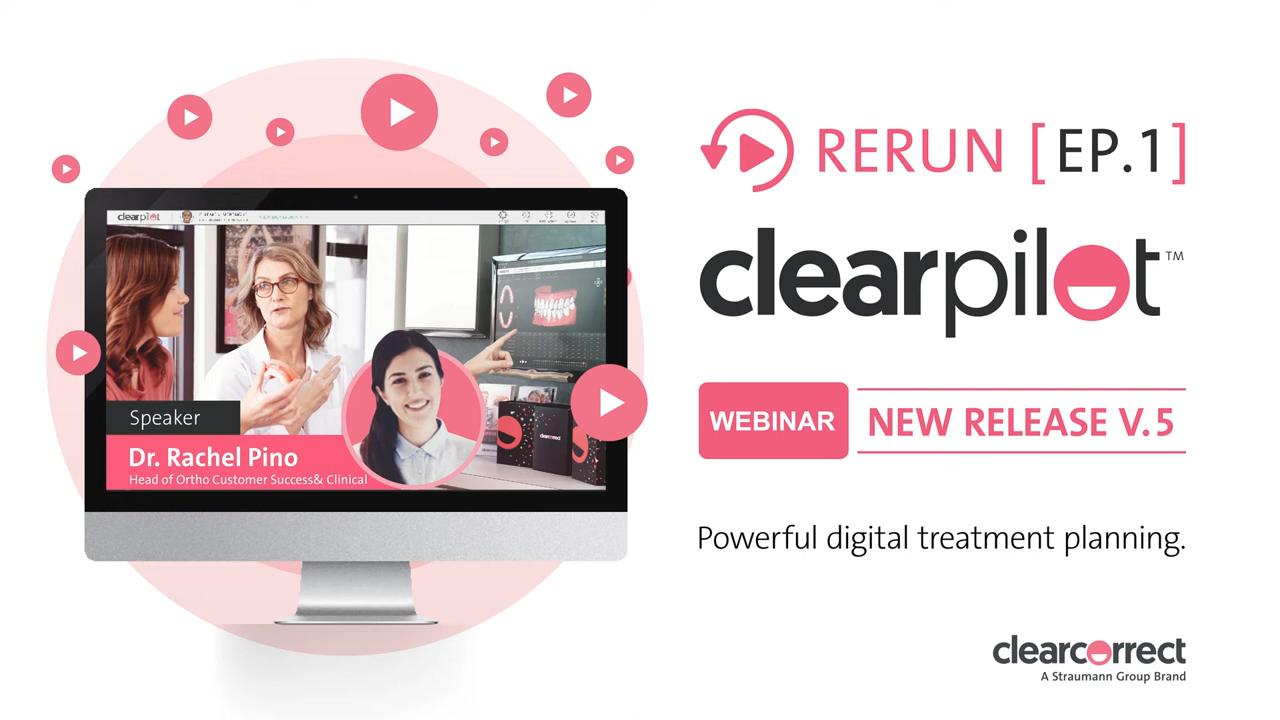 RERUN [EP.1]
clearpilot™
WEBINAR
NEW RELEASE V.5
Powerful digital treatment planning.
clearcorrect
A Straumann Group Brand
clearpilot
Speaker
Dr. Rachel Pino
Head of Ortho Customer Success& Clinical
clearcorrect